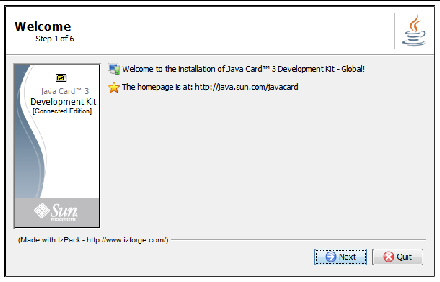 Welcome
Step 1 of 6
Java Card™ 3
Development Kit
[Connected Edition]
Sun
Welcome to the installation of Java Card™ 3 Development Kit - Global!
The homepage is at: http://java.sun.com/javacard
(Made with IzPack - http://www.izforge.com/)
Next
Quit